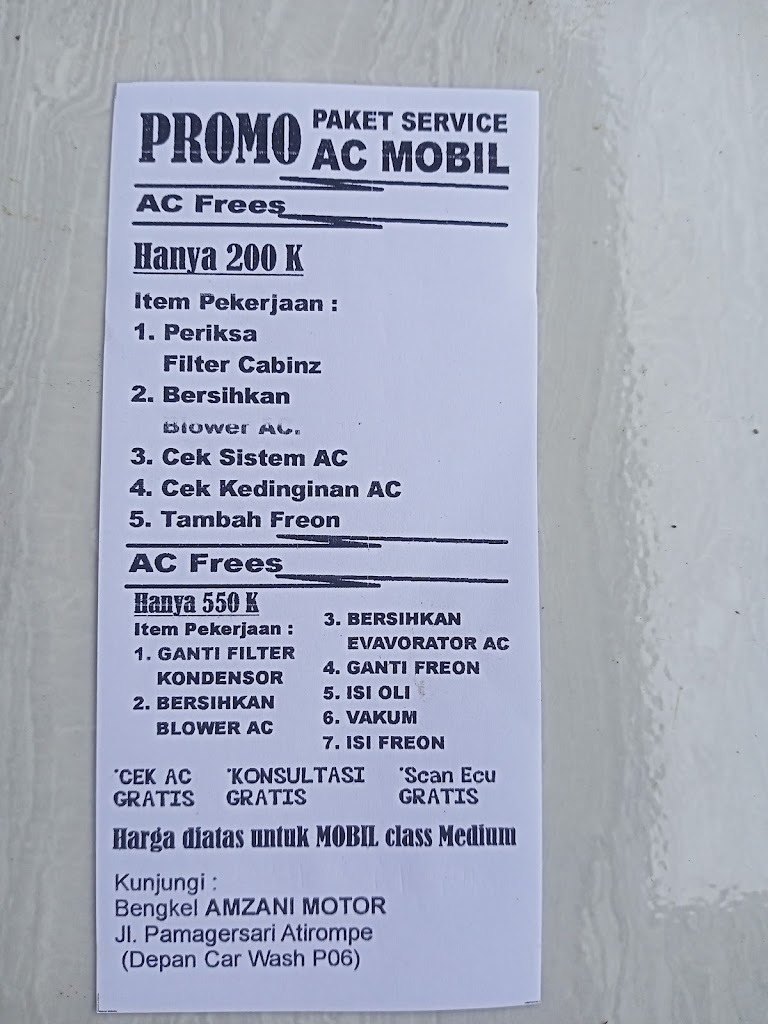 PROMO PAKET SERVICE
AC MOBIL
AC Frees
Hanya 200 K
Item Pekerjaan :
1. Periksa
Filter Cabinz
2. Bersihkan
Blower AC.
3. Cek Sistem AC
4. Cek Kedinginan AC
5. Tambah Freon
AC Frees
Hanya 550 K
Item Pekerjaan :
1. GANTI FILTER
KONDENSOR
2. BERSIHKAN
BLOWER AC
3. BERSIHKAN
EVAVORATOR AC
4. GANTI FREON
5. ISI OLI
6. VAKUM
7. ISI FREON
*CEK AC
GRATIS
*KONSULTASI
GRATIS
*Scan Ecu
GRATIS
Harga diatas untuk MOBIL class Medium
Kunjungi :
Bengkel AMZANI MOTOR
Jl. Pamagersari Atirompe
(Depan Car Wash P06)